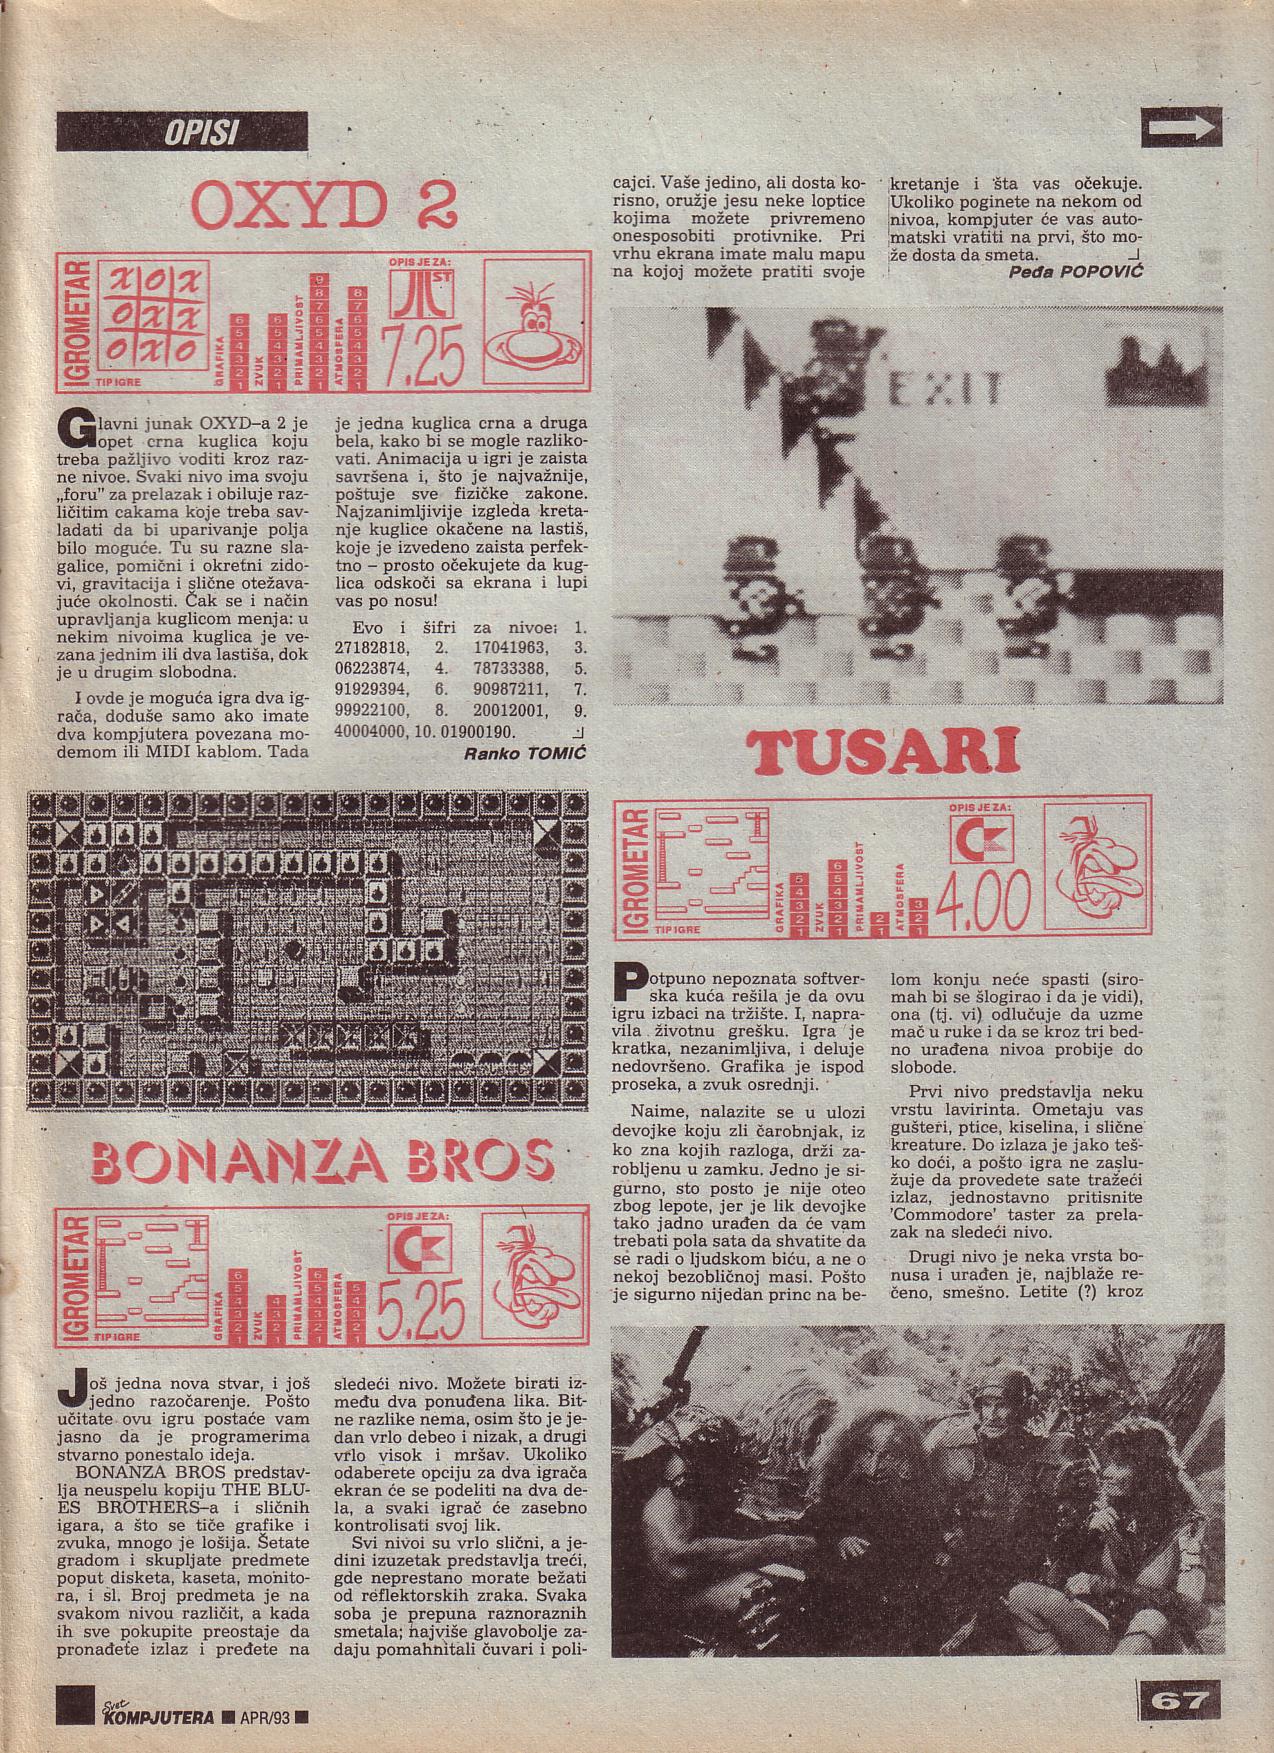 OPISI
OXYD 2
IGROMETAR
TIP IGRE
GRAFIKA
ZVUK
PRIMAMLJIVOST
ATMOSFERA
OPIS JE ZA:
ST
7.25
Glavni junak OXYD–a 2 je
opet crna kuglica koju
treba pažljivo voditi kroz raz-
ne nivoe. Svaki nivo ima svoju
„foru” za prelazak i obiluje raz-
ličitim cakama koje treba sav-
ladati da bi uparivanje polja
bilo moguće. Tu su razne sla-
galice, pomični i okretni zido-
vi, gravitacija i slične otežava-
juće okolnosti. Čak se i način
upravljanja kuglicom menja: u
nekim nivoima kuglica je ve-
zana jednim ili dva lastiša, dok
je u drugim slobodna.
I ovde je moguća igra dva ig-
rača, doduše samo ako imate
dva kompjutera povezana mo-
demom ili MIDI kablom. Tada
je jedna kuglica crna a druga
bela, kako bi se mogle razliko-
vati. Animacija u igri je zaista
savršena i, što je najvažnije,
poštuje sve fizičke zakone.
Najzanimljivije izgleda kreta-
nje kuglice okačene na lastiš,
koje je izvedeno zaista perfek-
tno – prosto očekujete da kug-
lica odskoči sa ekrana i lupi
vas po nosu!
Evo i šifri za nivoe: 1.
27182818, 2. 17041963, 3.
06223874, 4. 78733388, 5.
91929394, 6. 90987211, 7.
99922100, 8. 20012001, 9.
40004000, 10. 01900190.
Ranko TOMIĆ
BONANZA BROS
IGROMETAR
TIP IGRE
GRAFIKA
ZVUK
PRIMAMLJIVOST
ATMOSFERA
OPIS JE ZA:
5.25
Još jedna nova stvar, i još
jedno razočarenje. Pošto
učitate ovu igru postaće vam
jasno da je programerima
stvarno ponestalo ideja.
BONANZA BROS predstav-
lja neuspelu kopiju THE BLU-
ES BROTHERS–a i sličnih
igara, a što se tiče grafike i
zvuka, mnogo je lošija. Šetate
gradom i skupljate predmete
poput disketa, kaseta, monito-
ra, i sl. Broj predmeta je na
svakom nivou različit, a kada
ih sve pokupite preostaje da
pronađete izlaz i pređete na
sledeći nivo. Možete birati iz-
među dva ponuđena lika. Bit-
ne razlike nema, osim što je je-
dan vrlo debeo i nizak, a drugi
vrlo visok i mršav. Ukoliko
odaberete opciju za dva igrača
ekran će se podeliti na dva de-
la, a svaki igrač će zasebno
kontrolisati svoj lik.
Svi nivoi su vrlo slični, a je-
dini izuzetak predstavlja treći,
gde neprestano morate bežati
od reflektorskih zraka. Svaka
soba je prepuna raznoraznih
smetala; najviše glavobolje za-
daju pomahnitali čuvari i poli-
cajci. Vaše jedino, ali dosta ko-
risno, oružje jesu neke loptice
kojima možete privremeno
onesposobiti protivnike. Pri
vrhu ekrana imate malu mapu
na kojoj možete pratiti svoje
kretanje i šta vas očekuje.
Ukoliko poginete na nekom od
nivoa, kompjuter će vas auto-
matski vratiti na prvi, što mo-
že dosta da smeta.
Peđa POPOVIĆ
EXIT
TUSARI
IGROMETAR
TIP IGRE
GRAFIKA
ZVUK
PRIMAMLJIVOST
ATMOSFERA
OPIS JE ZA:
4.00
Potpuno nepoznata softver-
ska kuća rešila je da ovu
igru izbaci na tržište. I, napra-
vila životnu grešku. Igra je
kratka, nezanimljiva, i deluje
nedovršeno. Grafika je ispod
proseka, a zvuk osrednji.
Naime, nalazite se u ulozi
devojke koju zli čarobnjak, iz
ko zna kojih razloga, drži za-
robljenu u zamku. Jedno je si-
gurno, sto posto je nije oteo
zbog lepote, jer je lik devojke
tako jadno urađen da će vam
trebati pola sata da shvatite da
se radi o ljudskom biću, a ne o
nekoj bezobličnoj masi. Pošto
je sigurno nijedan princ na be-
lom konju neće spasti (siro-
mah bi se šlogirao i da je vidi),
ona (tj. vi) odlučuje da uzme
mač u ruke i da se kroz tri bed-
no urađena nivoa probije do
slobode.
Prvi nivo predstavlja neku
vrstu lavirinta. Ometaju vas
gušteri, ptice, kiselina, i slične
kreature. Do izlaza je jako teš-
ko doći, a pošto igra ne zaslu-
žuje da provedete sate tražeći
izlaz, jednostavno pritisnite
'Commodore' taster za prela-
zak na sledeći nivo.
Drugi nivo je neka vrsta bo-
nusa i urađen je, najblaže re-
čeno, smešno. Letite (?) kroz
Svet
KOMPJUTERA ■ APR/93 ■
67